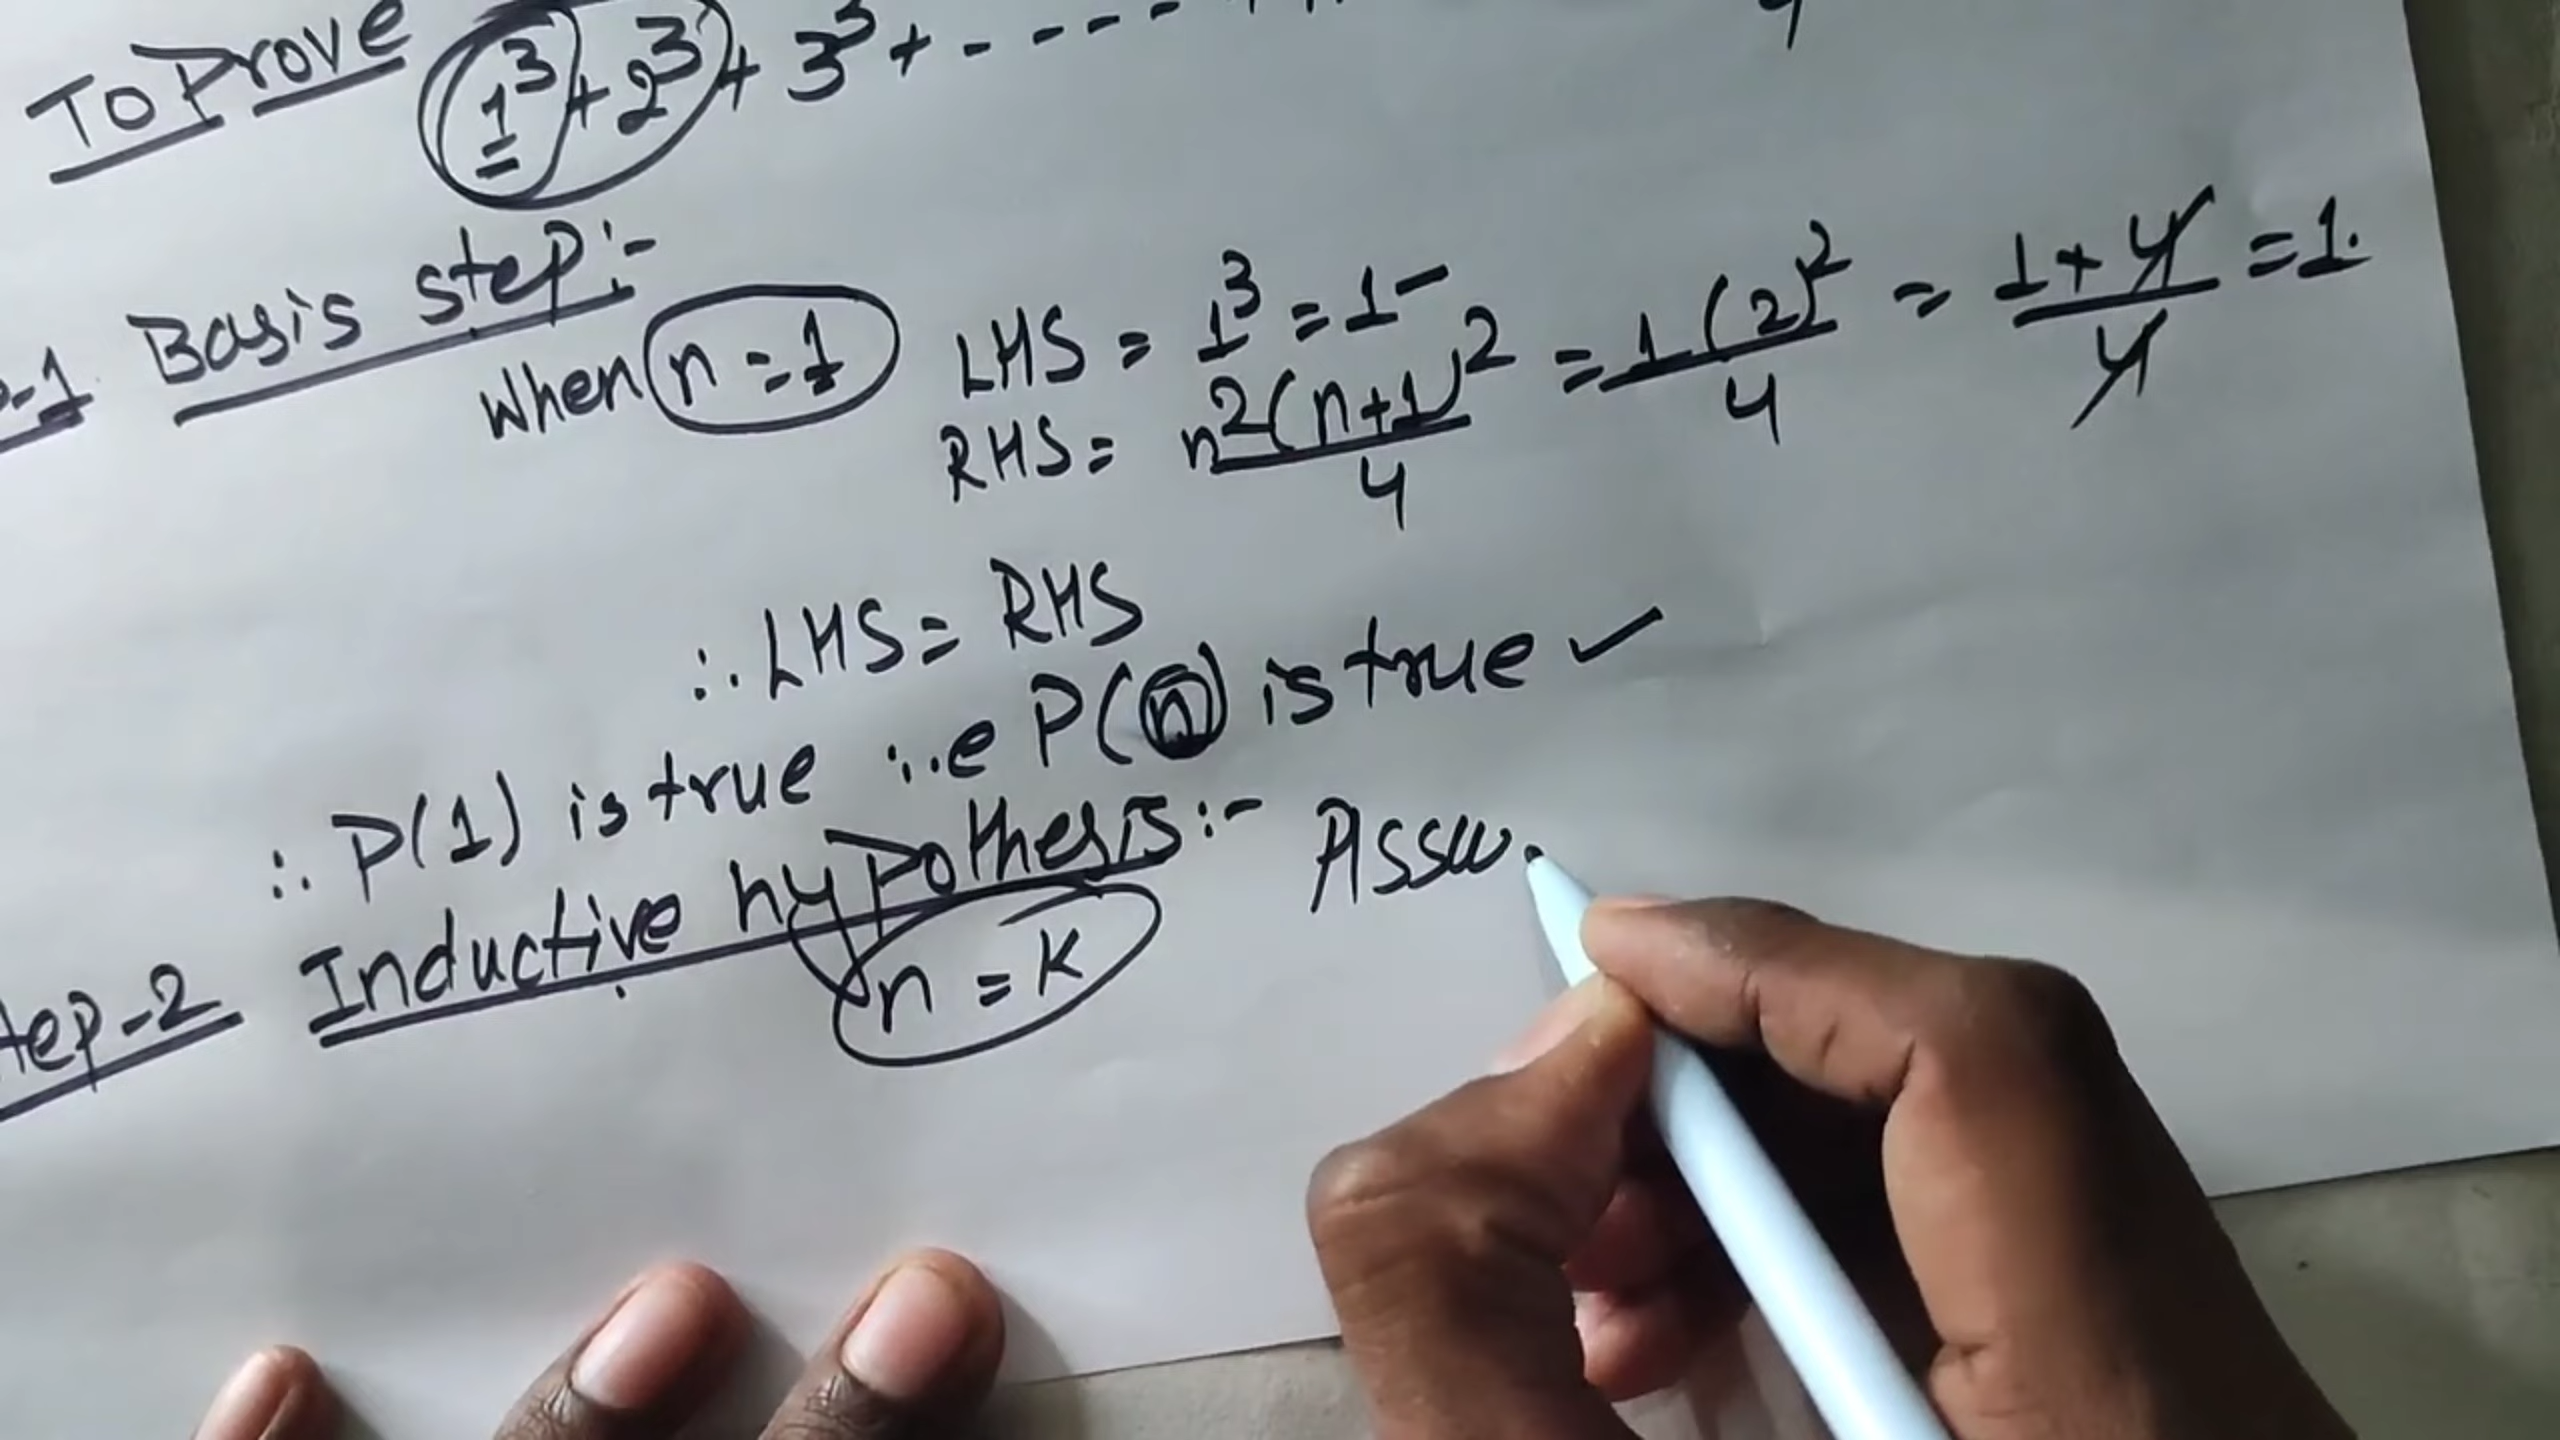 To Prove 1³+2³+ 3³+-----
-1 Basis step:-
When n=1 LHS = 1³ = 1
RHS = n²(n+1)²/4 = 1(2)²/4 = 1+4/4 =1.
∴ LHS = RHS
∴ P(1) is true i.e P(n) is true ✓
tep-2 Inductive hypothesis:- Assu
n = k